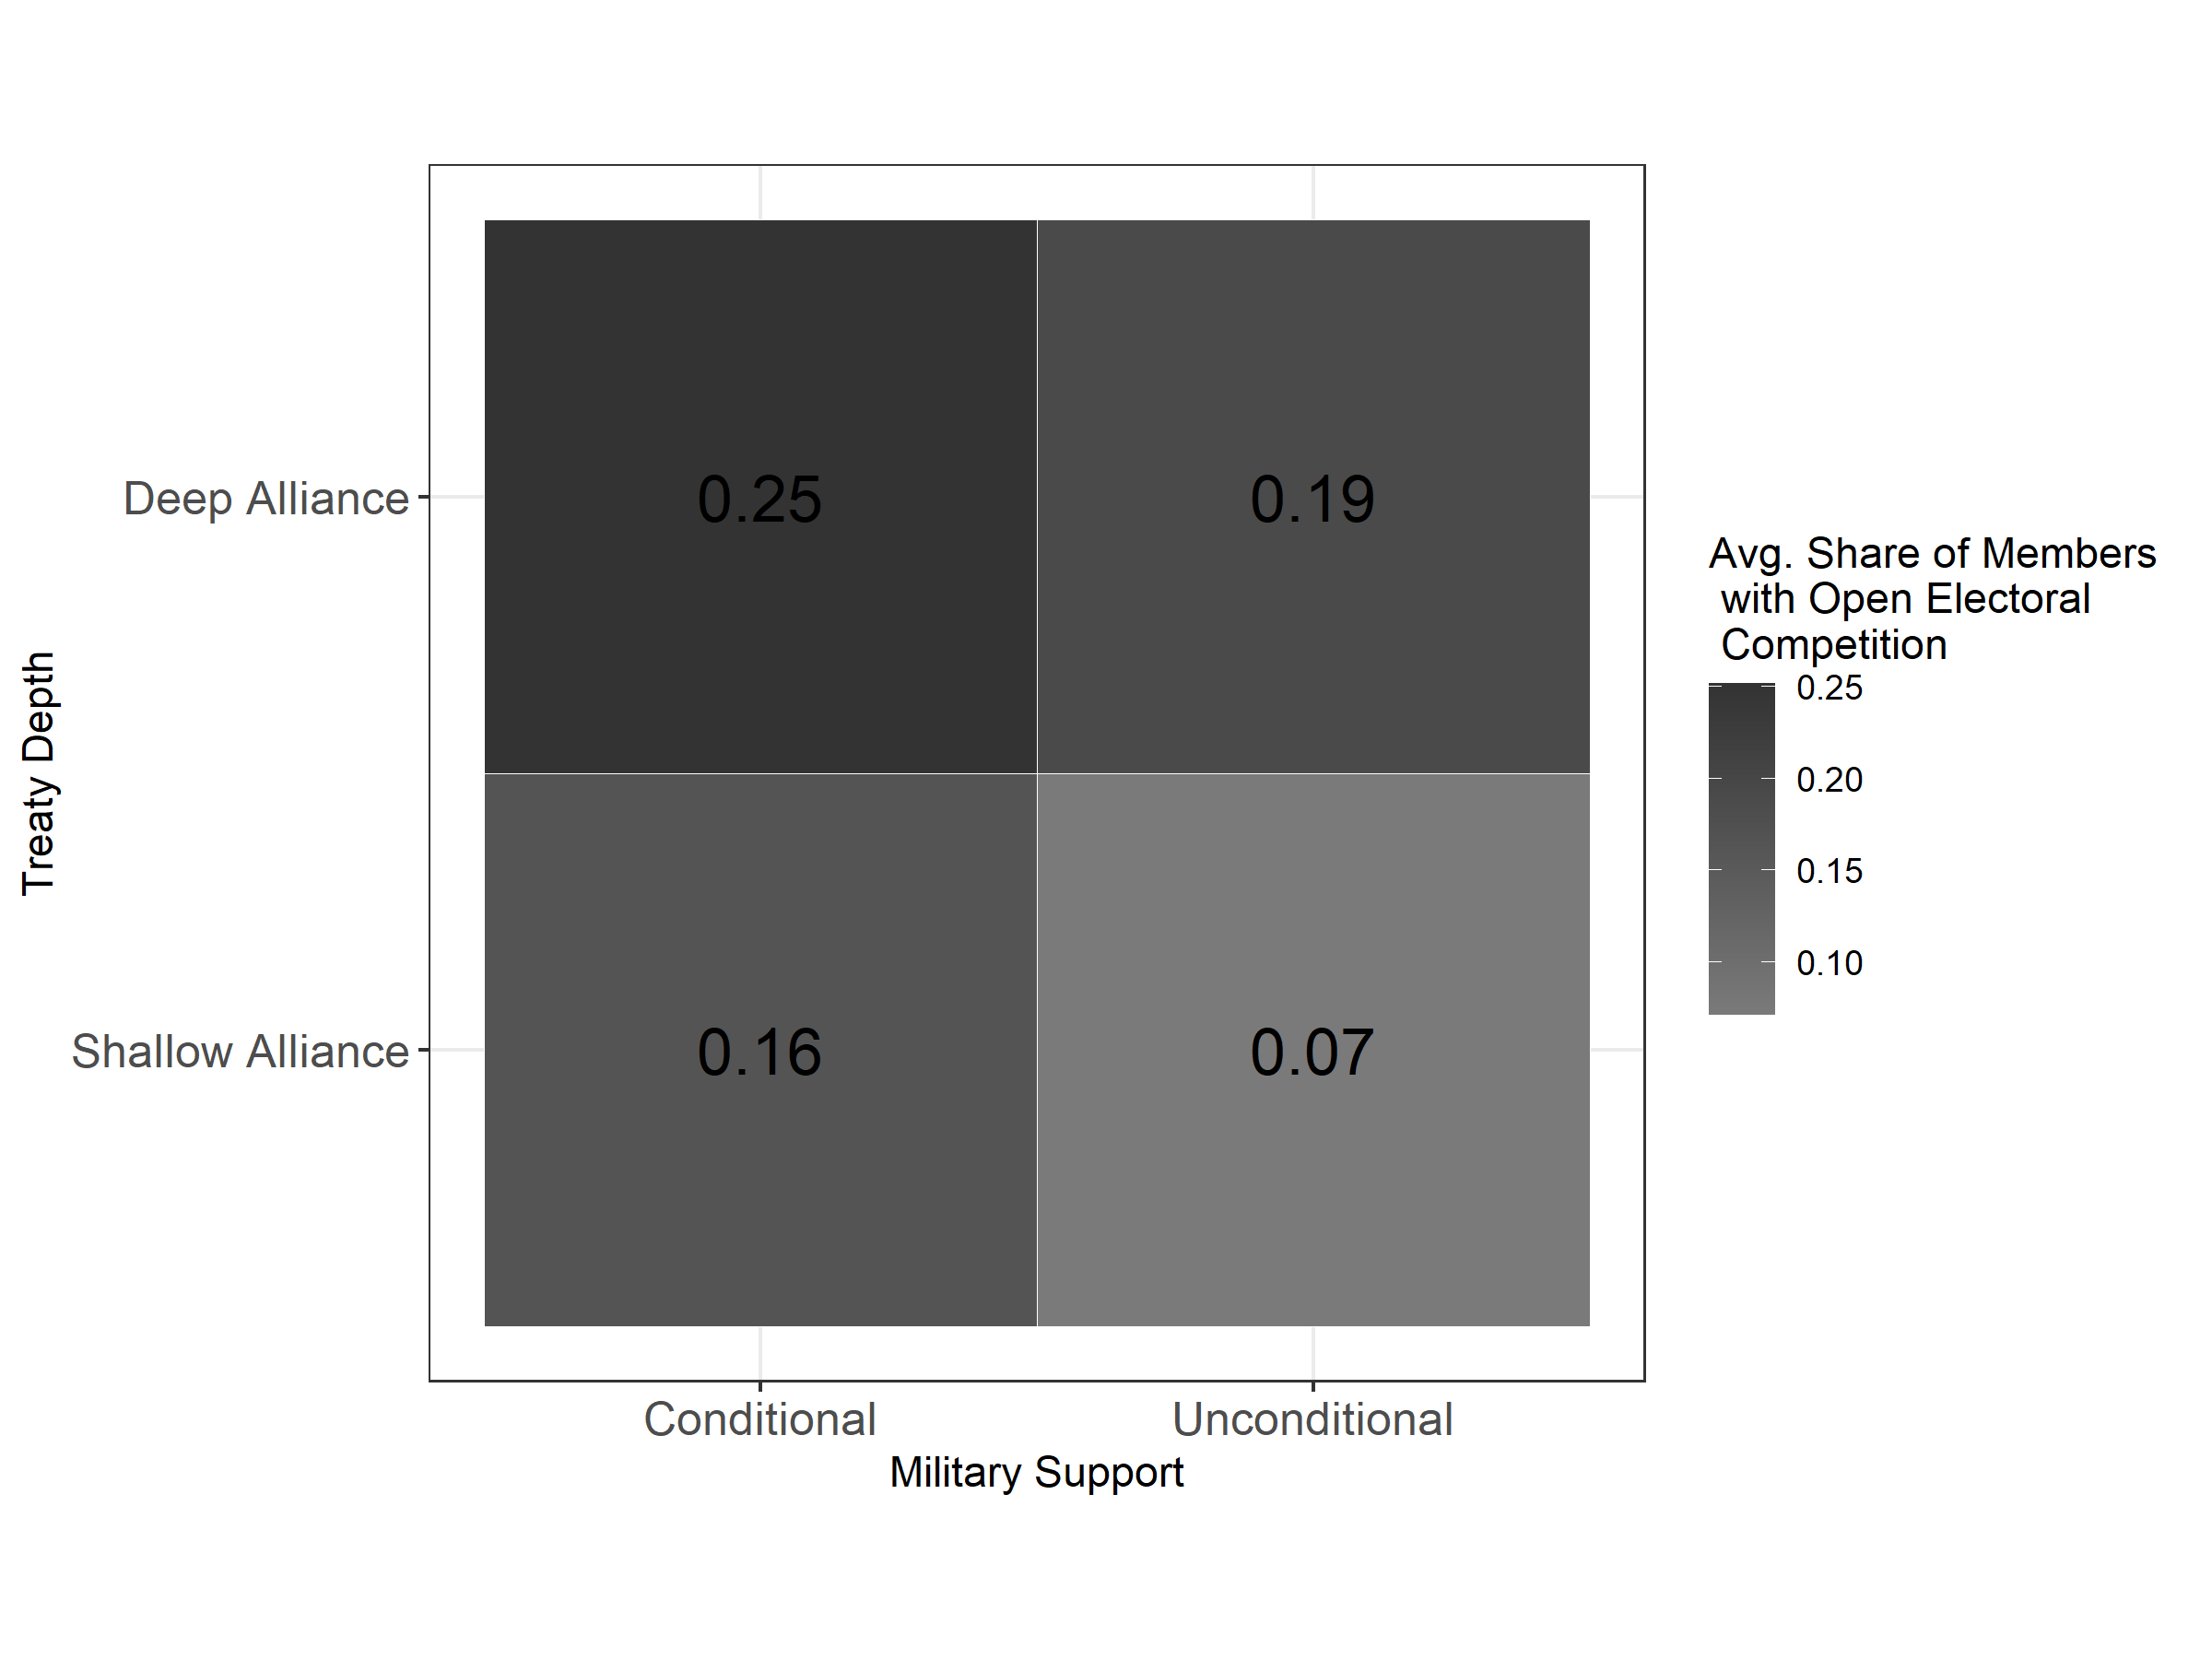 Treaty Depth
Deep Alliance
Shallow Alliance
0.25
0.19
0.16
0.07
Conditional
Unconditional
Military Support
Avg. Share of Members
with Open Electoral
Competition
0.25
0.20
0.15
0.10